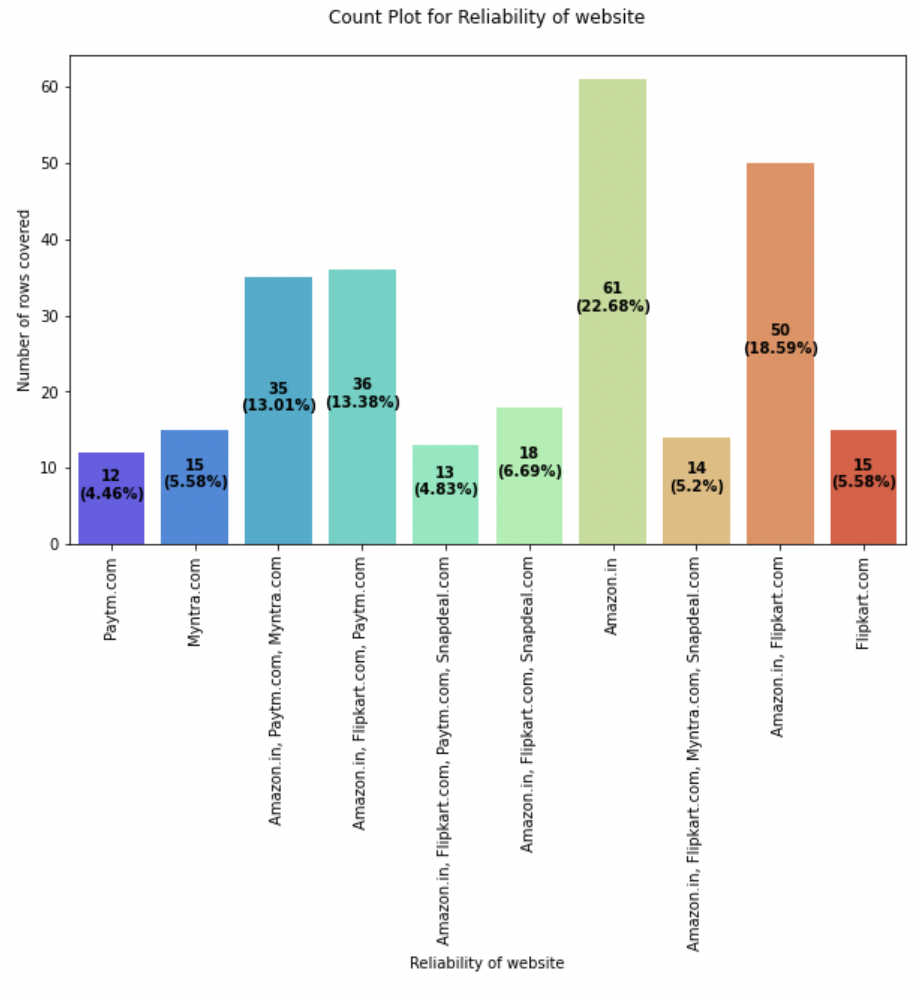 Count Plot for Reliability of website
Number of rows covered
60
50
40
30
20
10
0
12
(4.46%)
15
(5.58%)
35
(13.01%)
36
(13.38%)
13
(4.83%)
18
(6.69%)
61
(22.68%)
14
(5.2%)
50
(18.59%)
15
(5.58%)
Paytm.com
Myntra.com
Amazon.in, Paytm.com, Myntra.com
Amazon.in, Flipkart.com, Paytm.com
Amazon.in, Flipkart.com, Paytm.com, Snapdeal.com
Amazon.in, Flipkart.com, Snapdeal.com
Amazon.in
Amazon.in, Flipkart.com, Myntra.com, Snapdeal.com
Amazon.in, Flipkart.com
Flipkart.com
Reliability of website